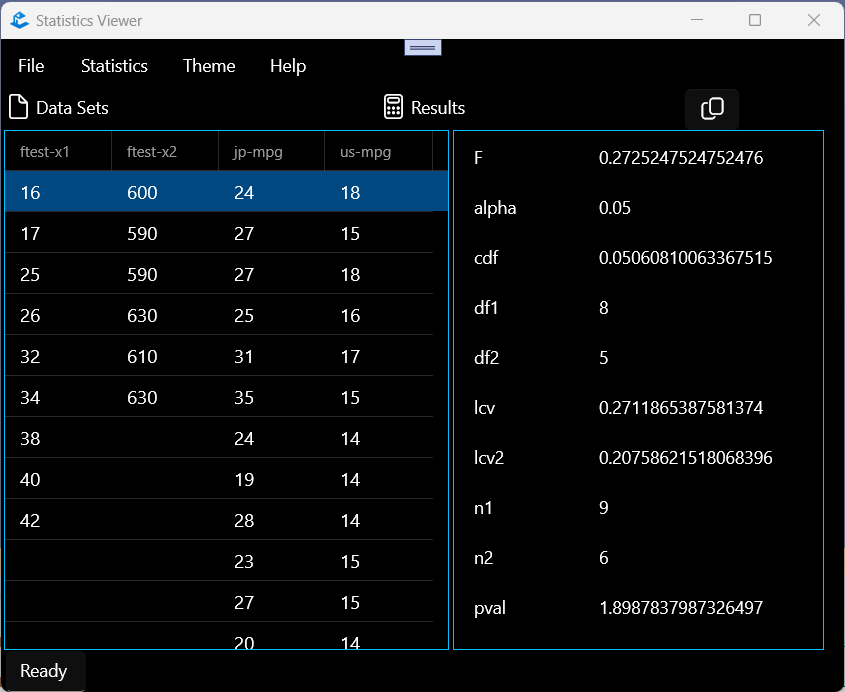 Statistics Viewer
File Statistics Theme Help
Data Sets
Results
ftest-x1 ftest-x2 jp-mpg us-mpg
16 600 24 18
17 590 27 15
25 590 27 18
26 630 25 16
32 610 31 17
34 630 35 15
38 24 14
40 19 14
42 28 14
23 15
27 15
20 14
F 0.2725247524752476
alpha 0.05
cdf 0.05060810063367515
df1 8
df2 5
lcv 0.2711865387581374
lcv2 0.20758621518068396
n1 9
n2 6
pval 1.8987837987326497
Ready